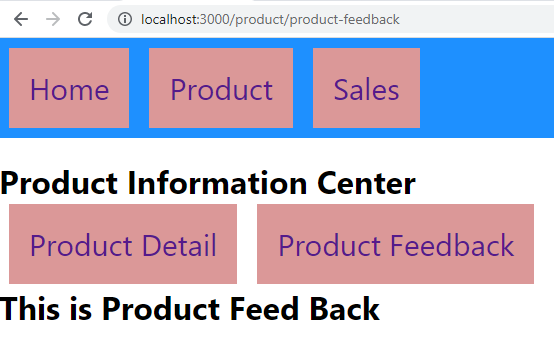 localhost:3000/product/product-feedback
Home Product Sales
Product Information Center
Product Detail Product Feedback
This is Product Feed Back